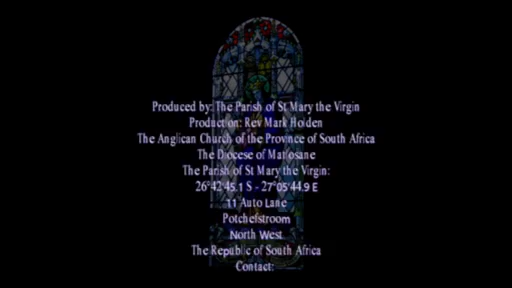 Produced by: The Parish of St Mary the Virgin
Production: Rev Mark Holden
The Anglican Church of the Province of South Africa
The Diocese of Matlosane
The Parish of St Mary the Virgin:
26°42'45.1 S - 27°05'44.9 E
11 Auto Lane
Potchefstroom
North West
The Republic of South Africa
Contact: